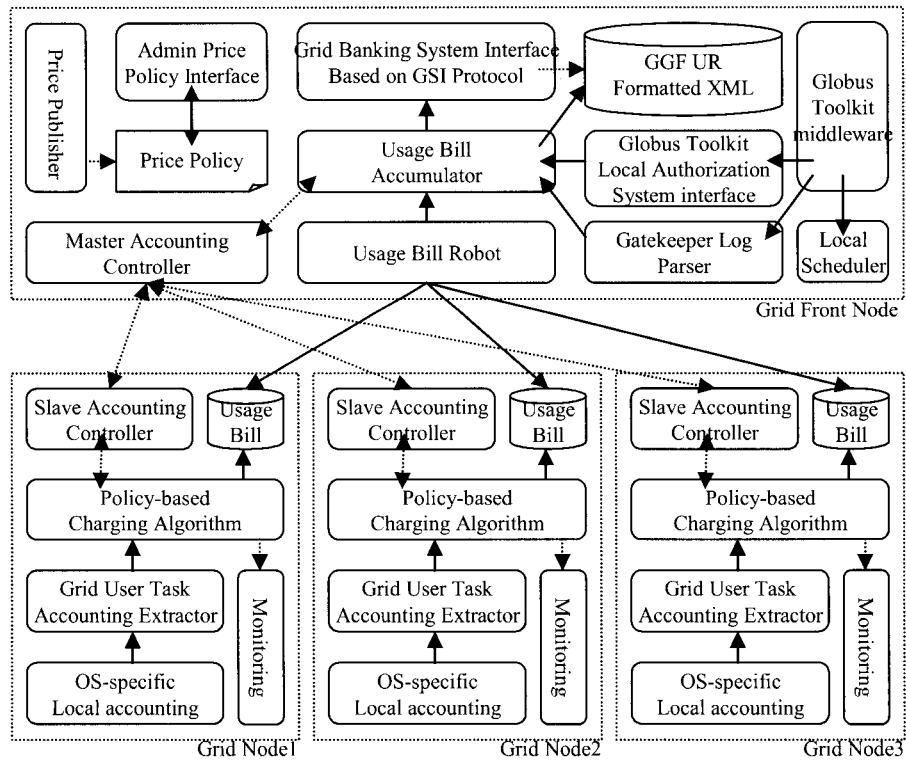 Price Publisher
Admin Price
Policy Interface
Price Policy
Grid Banking System Interface
Based on GSI Protocol
GGF UR
Formatted XML
Globus
Toolkit
middleware
Usage Bill
Accumulator
Globus Toolkit
Local Authorization
System interface
Master Accounting
Controller
Usage Bill Robot
Gatekeeper Log
Parser
Local
Scheduler
Grid Front Node
Slave Accounting
Controller
Usage
Bill
Policy-based
Charging Algorithm
Grid User Task
Accounting Extractor
OS-specific
Local accounting
Monitoring
Grid Node1
Slave Accounting
Controller
Usage
Bill
Policy-based
Charging Algorithm
Grid User Task
Accounting Extractor
OS-specific
Local accounting
Monitoring
Grid Node2
Slave Accounting
Controller
Usage
Bill
Policy-based
Charging Algorithm
Grid User Task
Accounting Extractor
OS-specific
Local accounting
Monitoring
Grid Node3